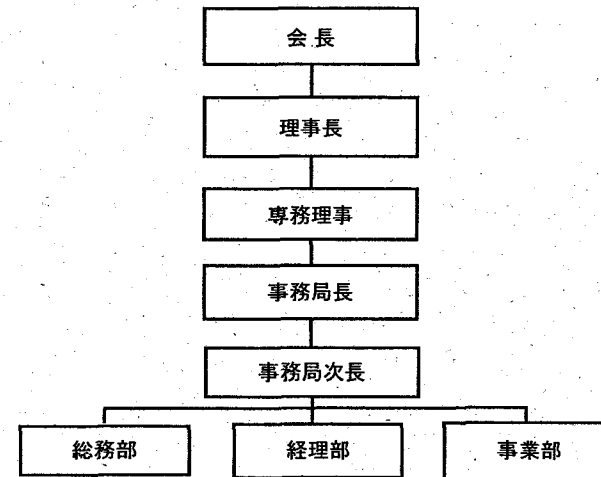 会長
理事長
専務理事
事務局長
事務局次長
総務部 経理部 事業部